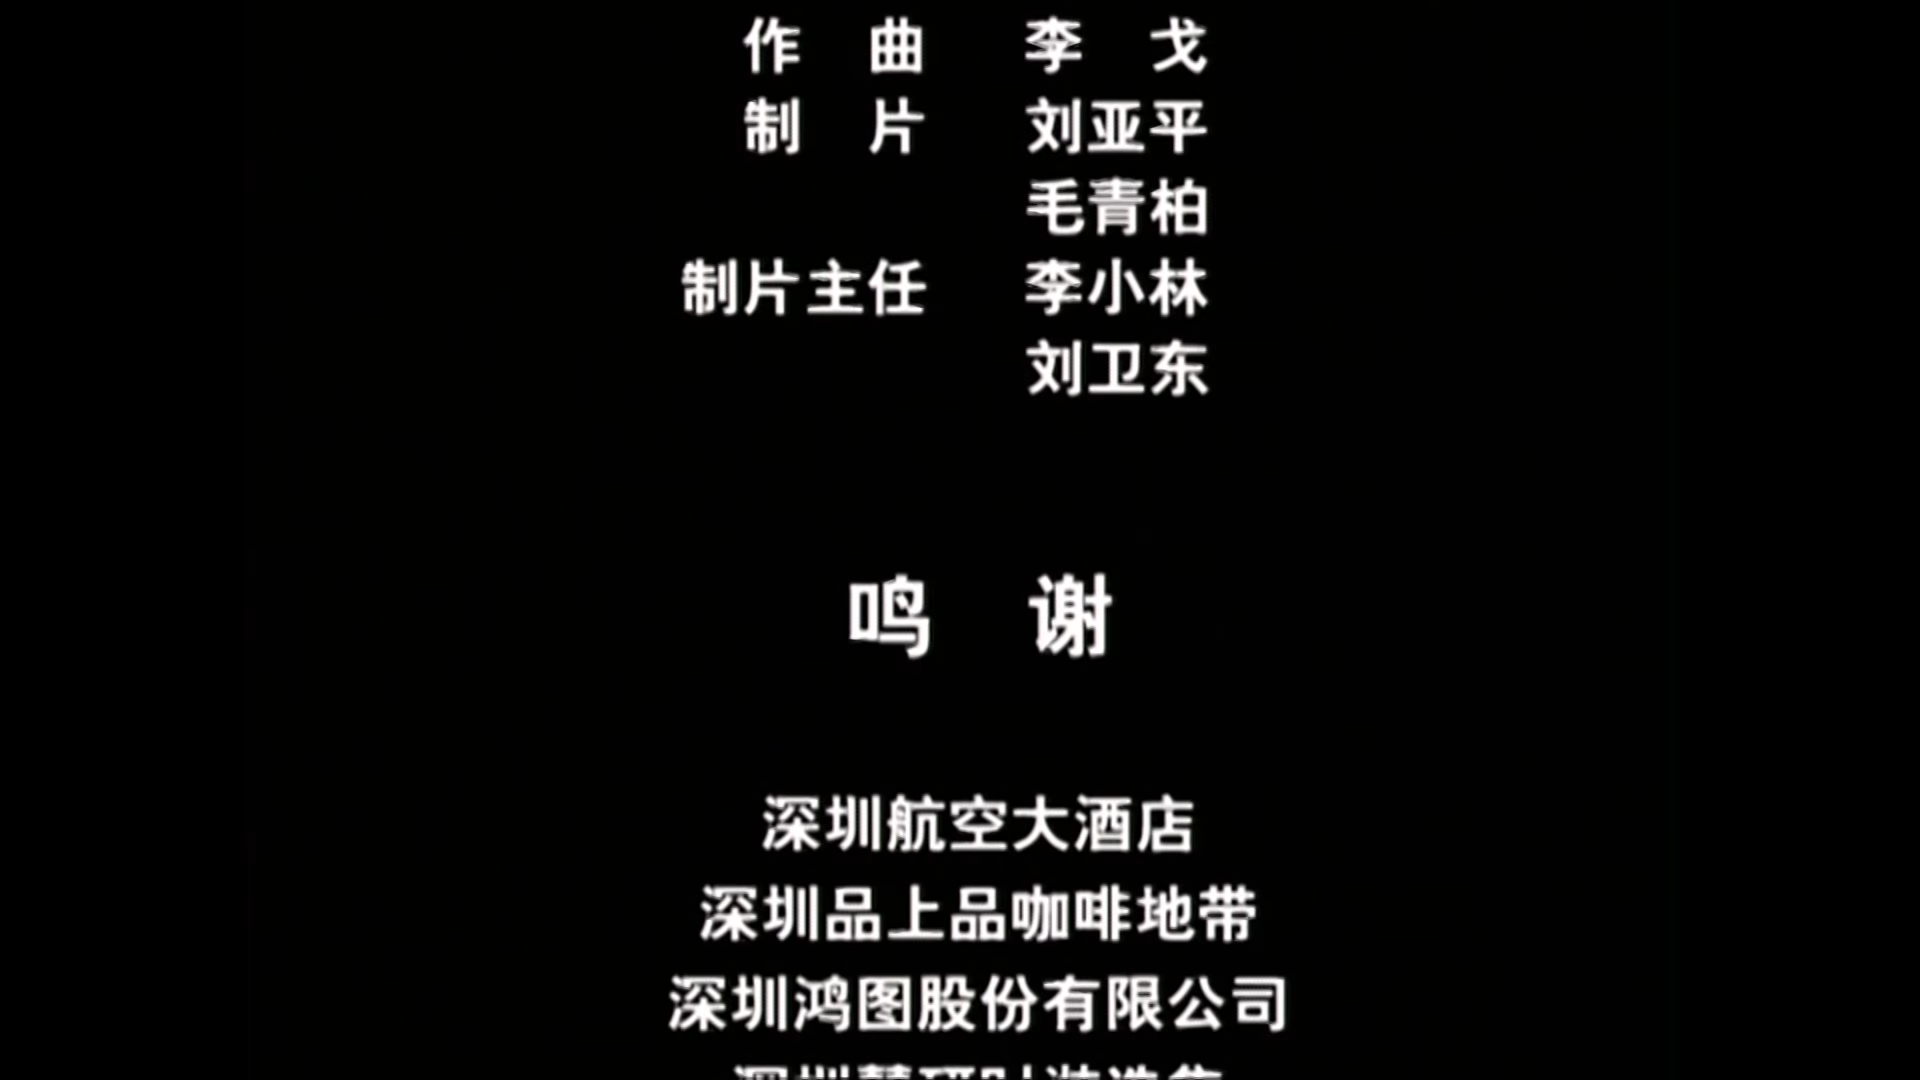 作 曲 李 戈
制 片 刘亚平
毛青柏
制片主任 李小林
刘卫东
鸣 谢
深圳航空大酒店
深圳品上品咖啡地带
深圳鸿图股份有限公司
深圳